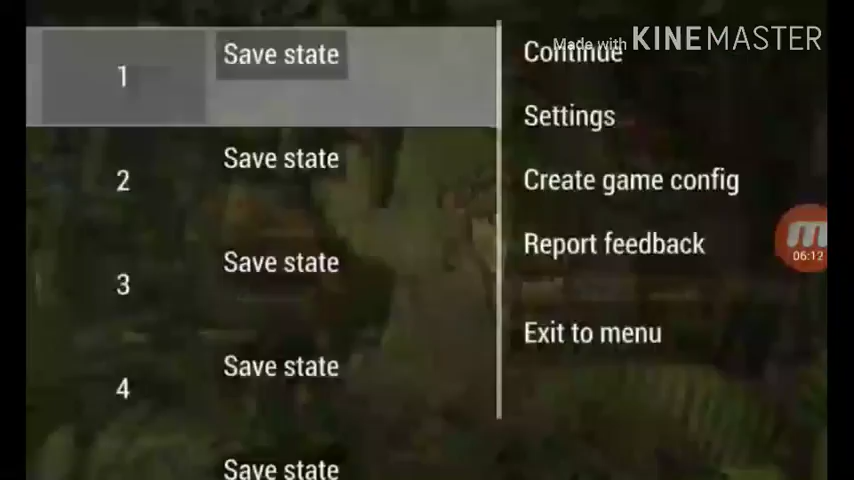 Made with KINEMASTER
1
Save state
2
Save state
3
Save state
4
Save state
Save state
Continue
Settings
Create game config
Report feedback
Exit to menu
06:12